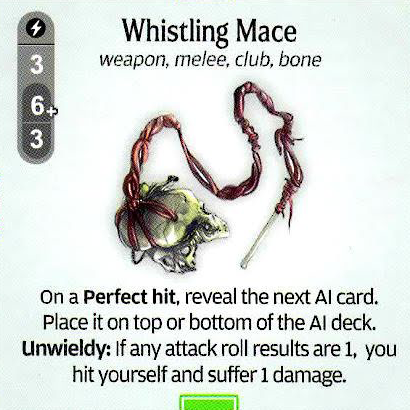 Whistling Mace
weapon, melee, club, bone
3
6+
3
On a Perfect hit, reveal the next AI card.
Place it on top or bottom of the AI deck.
Unwieldy: If any attack roll results are 1, you
hit yourself and suffer 1 damage.